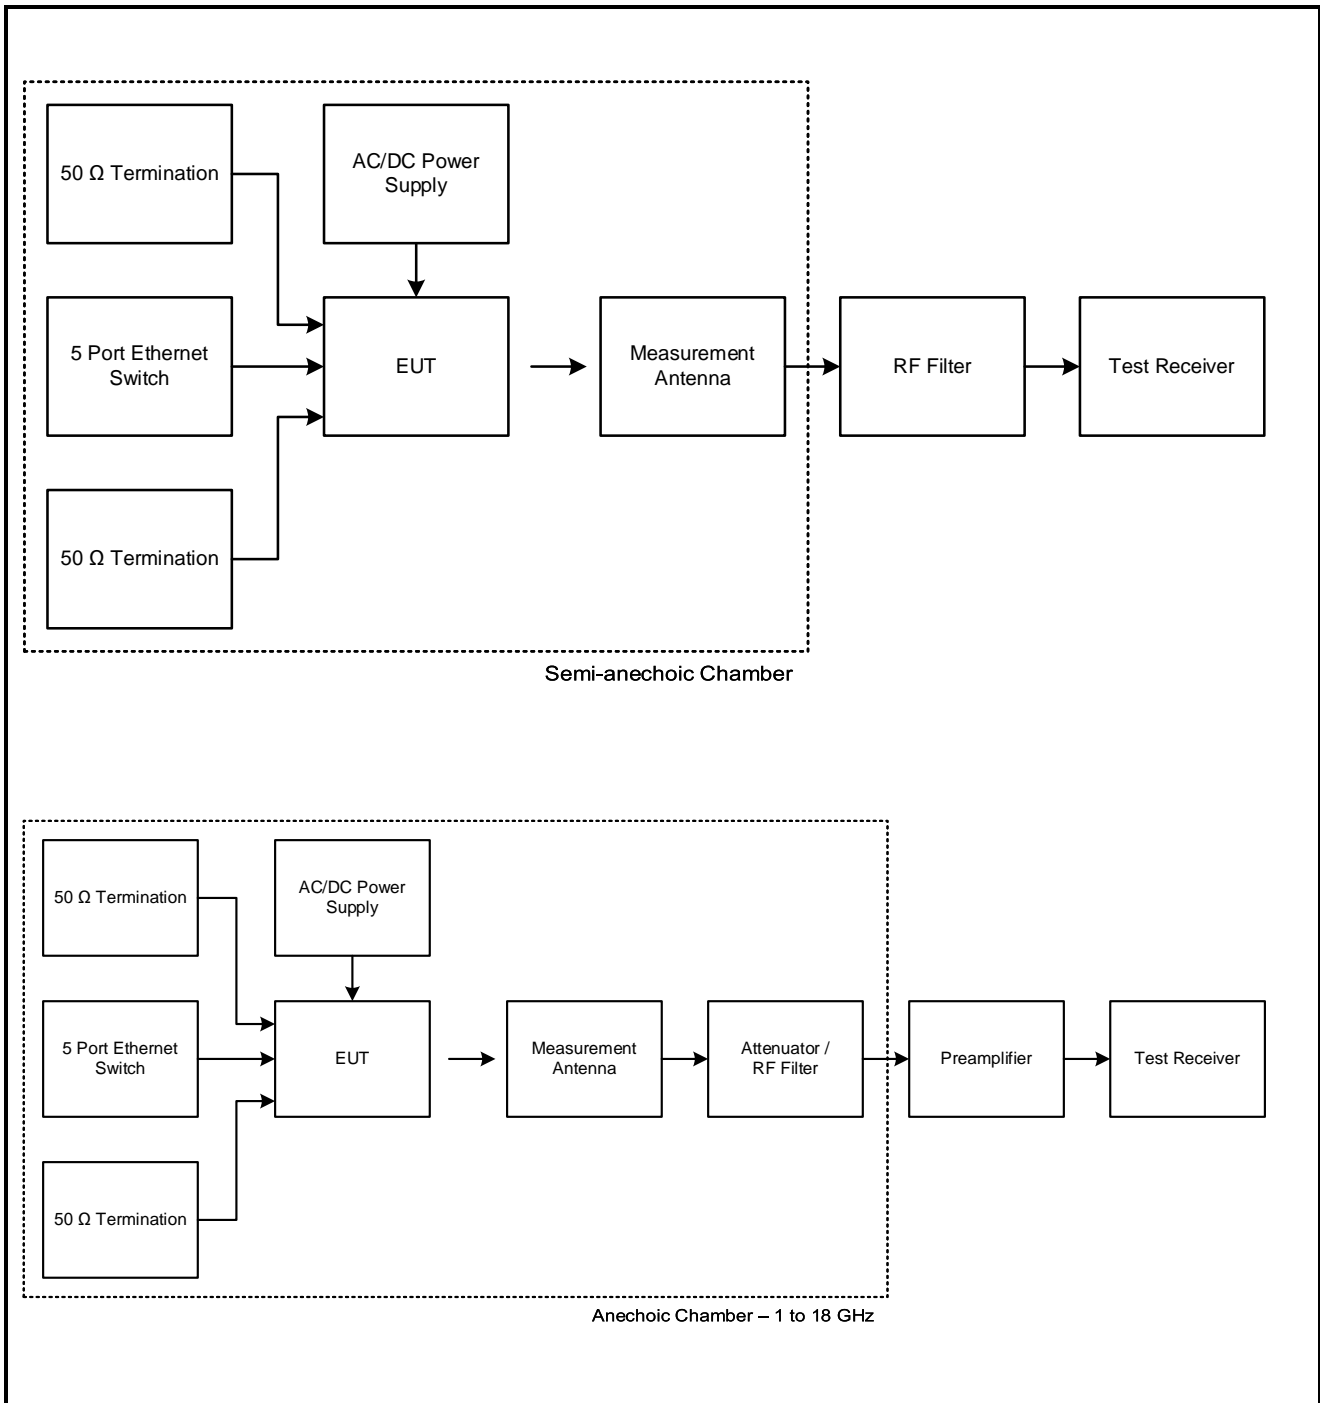 50 Ω Termination
AC/DC Power
Supply
5 Port Ethernet
Switch
EUT
Measurement
Antenna
RF Filter
Test Receiver
50 Ω Termination
Semi-anechoic Chamber
50 Ω Termination
AC/DC Power
Supply
5 Port Ethernet
Switch
EUT
Measurement
Antenna
Attenuator /
RF Filter
Preamplifier
Test Receiver
50 Ω Termination
Anechoic Chamber – 1 to 18 GHz